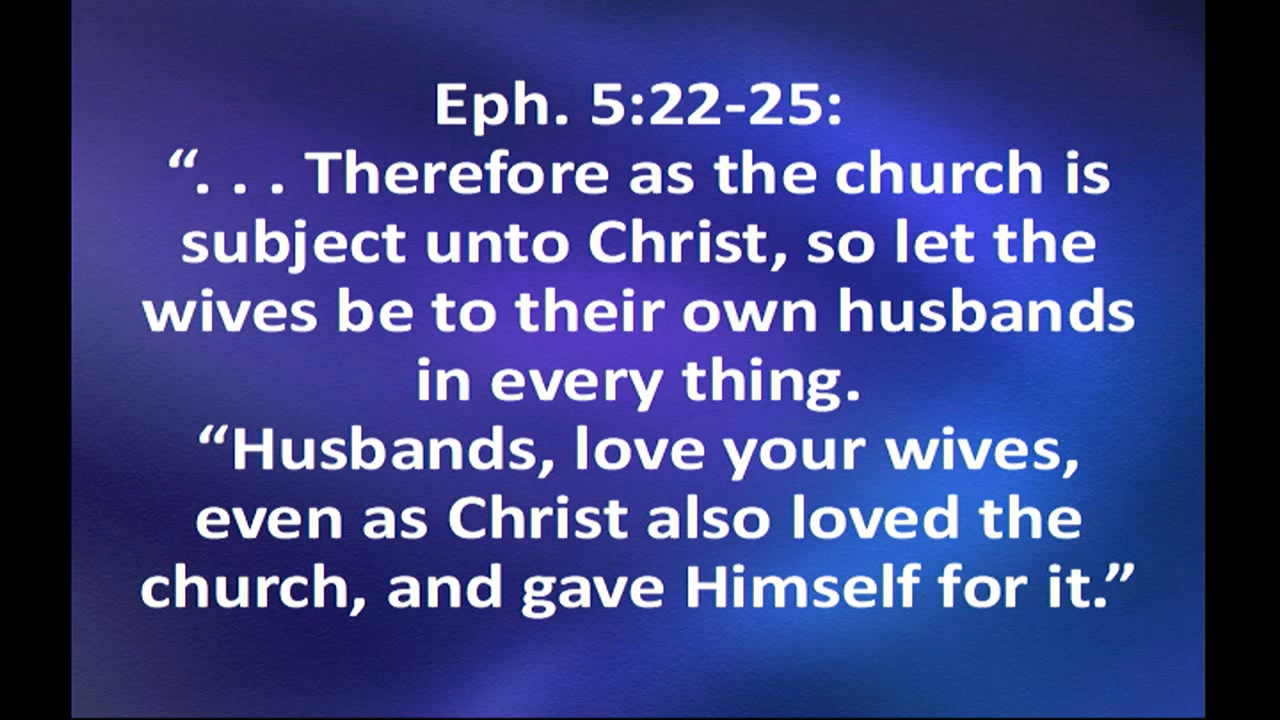 Eph. 5:22-25:
“. . . Therefore as the church is
subject unto Christ, so let the
wives be to their own husbands
in every thing.
“Husbands, love your wives,
even as Christ also loved the
church, and gave Himself for it.”